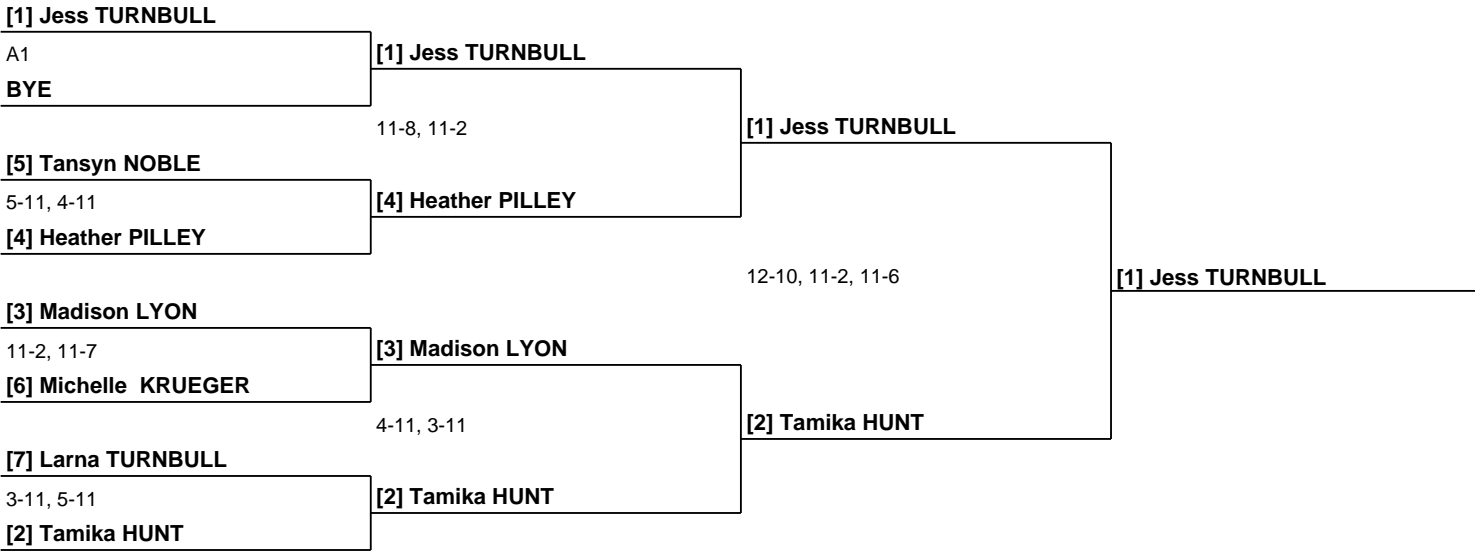 [1] Jess TURNBULL
A1
BYE
[5] Tansyn NOBLE
5-11, 4-11
[4] Heather PILLEY
[3] Madison LYON
11-2, 11-7
[6] Michelle  KRUEGER
[7] Larna TURNBULL
3-11, 5-11
[2] Tamika HUNT
[1] Jess TURNBULL
11-8, 11-2
[4] Heather PILLEY
[3] Madison LYON
4-11, 3-11
[2] Tamika HUNT
[1] Jess TURNBULL
12-10, 11-2, 11-6
[2] Tamika HUNT
[1] Jess TURNBULL